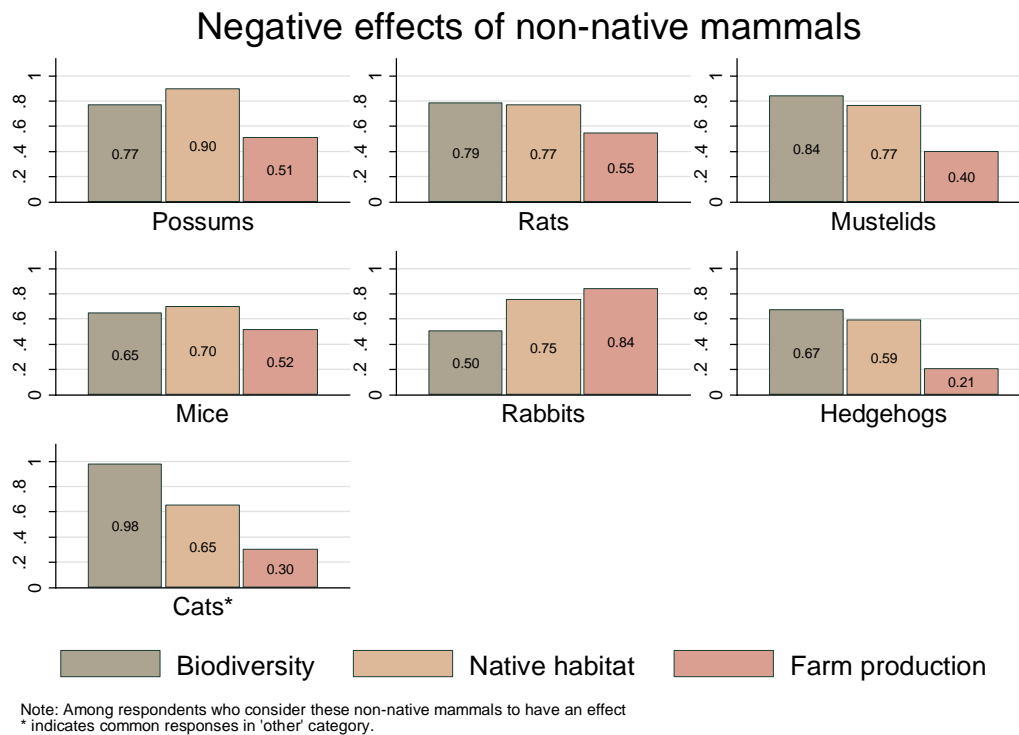 Negative effects of non-native mammals
0 .2 .4 .6 .8 1
0.77 0.90 0.51
Possums
0 .2 .4 .6 .8 1
0.79 0.77 0.55
Rats
0 .2 .4 .6 .8 1
0.84 0.77 0.40
Mustelids
0 .2 .4 .6 .8 1
0.65 0.70 0.52
Mice
0 .2 .4 .6 .8 1
0.50 0.75 0.84
Rabbits
0 .2 .4 .6 .8 1
0.67 0.59 0.21
Hedgehogs
0 .2 .4 .6 .8 1
0.98 0.65 0.30
Cats*
Biodiversity Native habitat Farm production
Note: Among respondents who consider these non-native mammals to have an effect
* indicates common responses in 'other' category.